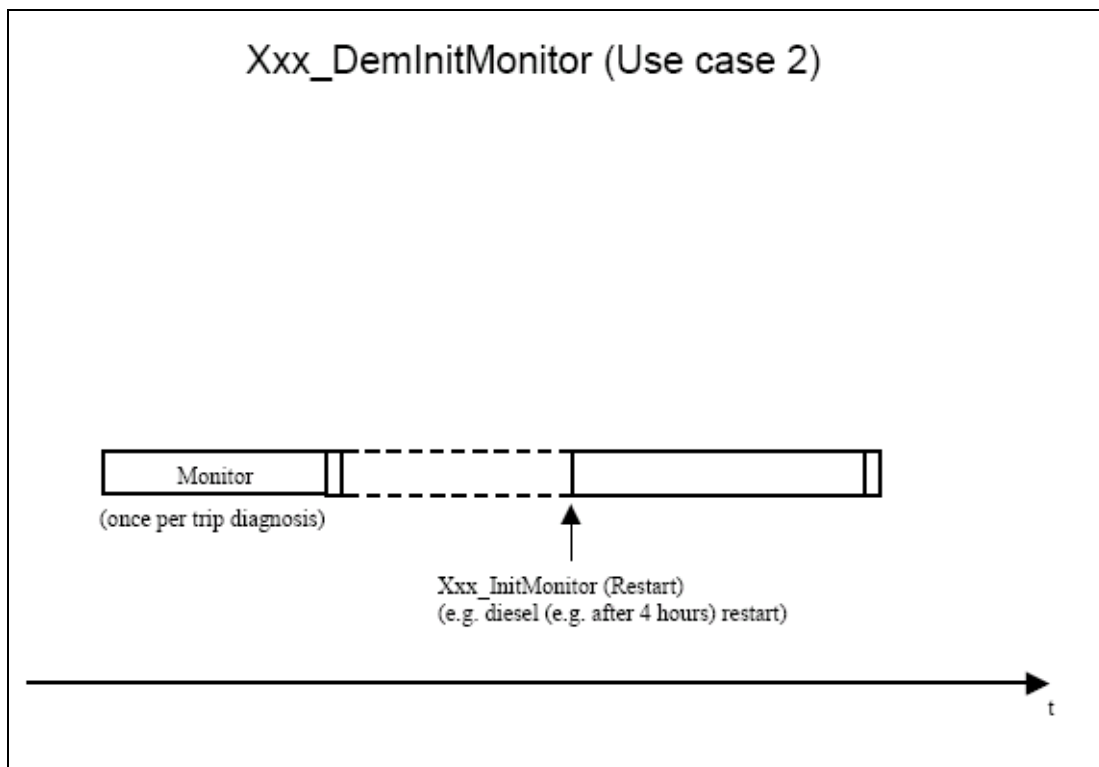 Xxx_DemInitMonitor (Use case 2)
Monitor
(once per trip diagnosis)
Xxx_InitMonitor (Restart)
(e.g. diesel (e.g. after 4 hours) restart)
t